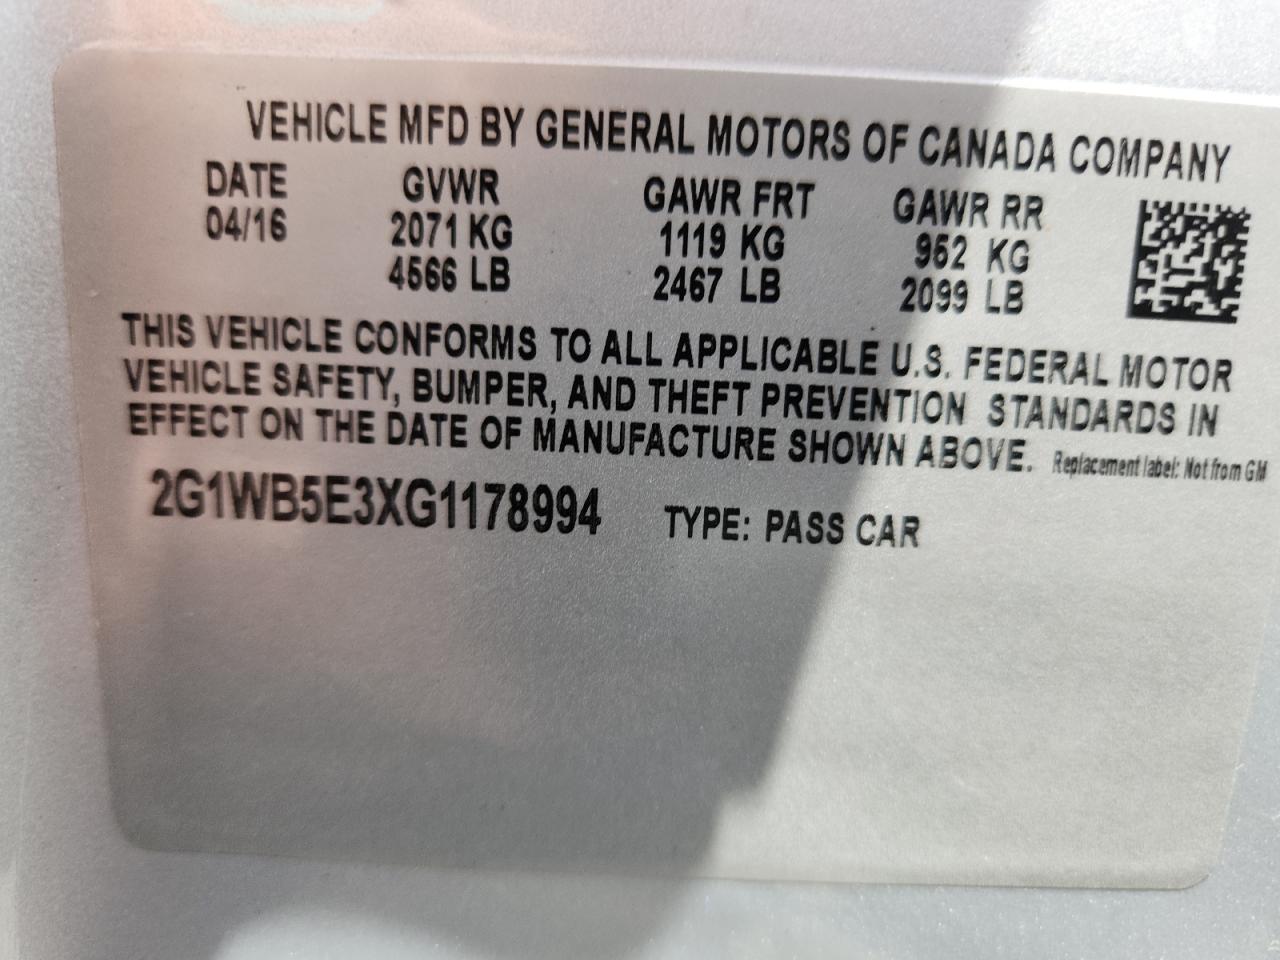 VEHICLE MFD BY GENERAL MOTORS OF CANADA COMPANY
DATE GVWR GAWR FRT GAWR RR
04/16 2071 KG 1119 KG 952 KG
4566 LB 2467 LB 2099 LB
THIS VEHICLE CONFORMS TO ALL APPLICABLE U.S. FEDERAL MOTOR
VEHICLE SAFETY, BUMPER, AND THEFT PREVENTION STANDARDS IN
EFFECT ON THE DATE OF MANUFACTURE SHOWN ABOVE. Replacement label: Not from GM
2G1WB5E3XG1178994 TYPE: PASS CAR